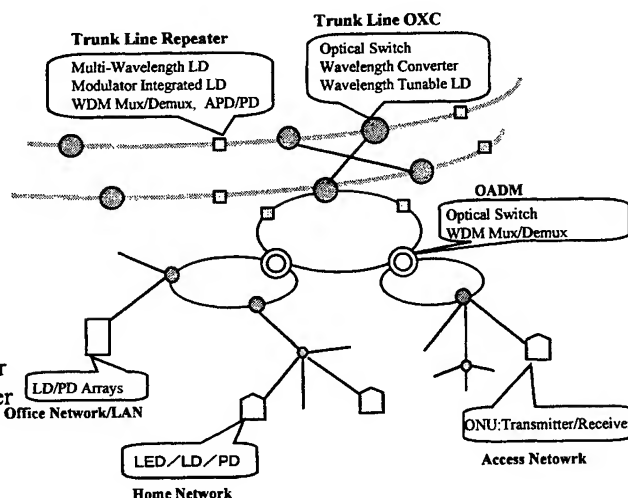 Trunk Line OXC
Trunk Line Repeater
Optical Switch
Wavelength Converter
Wavelength Tunable LD
Multi-Wavelength LD
Modulator Integrated LD
WDM Mux/Demux, APD/PD
OADM
Optical Switch
WDM Mux/Demux
r
LD/PD Arrays
er
Office Network/LAN
ONU:Transmitter/Receiver
LED/LD/PD
Access Netowrk
Home Network